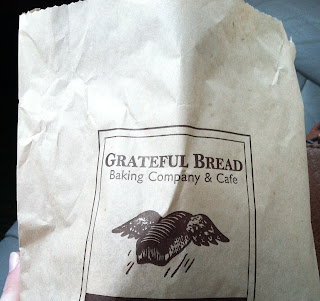 GRATEFUL BREAD
Baking Company & Cafe